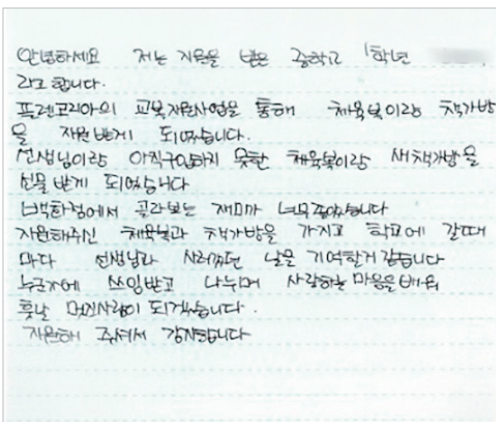 안녕하세요 저는 지원을 받은 중학교 1학년
라고 합니다.
프렌코리아의 교복지원사업을 통해 체육복이랑 책가방
을 지원받게 되었습니다.
선생님이랑 아직구입하지 못한 체육복이랑 새책가방을
선물받게 되었습니다
백화점에서 골라보는 재미가 너무좋았습니다
지원해주신 체육복과 책가방을 가지고 학교에 갈때
마다 선생님과 사러갔던 날을 기억할거같습니다
누군가에 쓰임받고 나누며 사랑하는 마음을 배워
훗날 멋진사람이 되겠습니다.
지원해 주셔서 감사합니다